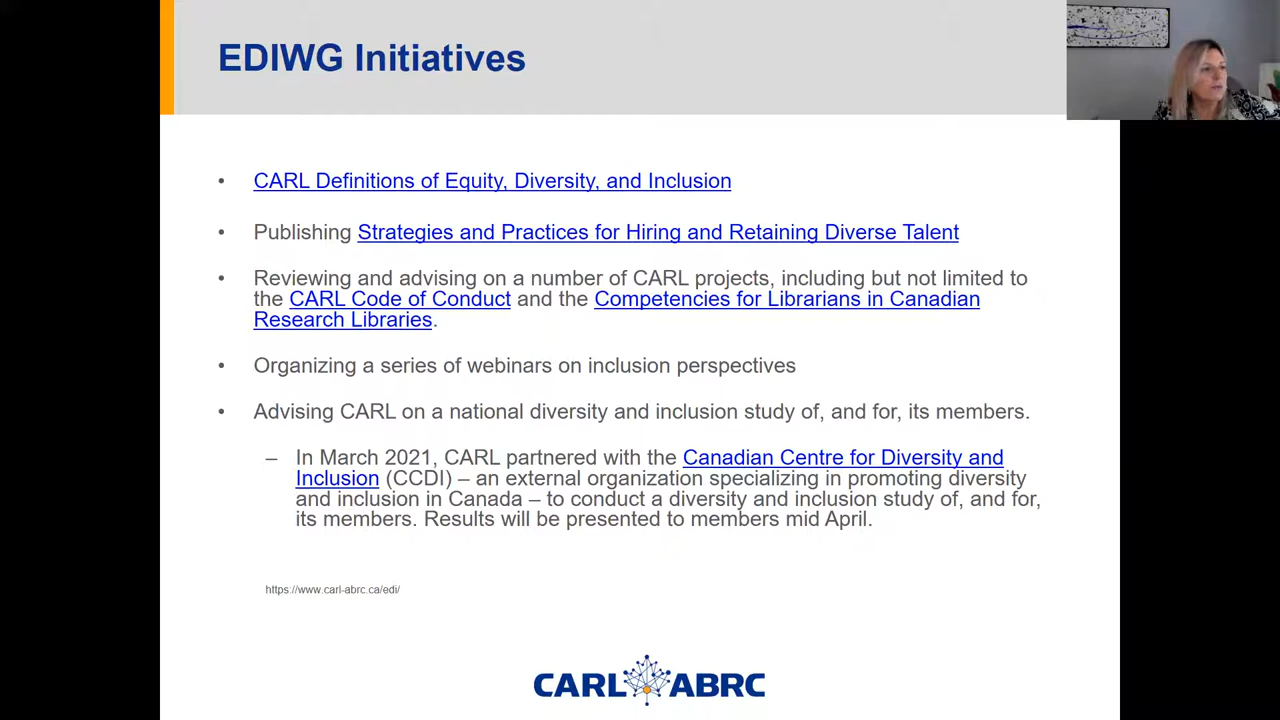 EDIWG Initiatives
• CARL Definitions of Equity, Diversity, and Inclusion
• Publishing Strategies and Practices for Hiring and Retaining Diverse Talent
• Reviewing and advising on a number of CARL projects, including but not limited to
the CARL Code of Conduct and the Competencies for Librarians in Canadian
Research Libraries.
• Organizing a series of webinars on inclusion perspectives
• Advising CARL on a national diversity and inclusion study of, and for, its members.
– In March 2021, CARL partnered with the Canadian Centre for Diversity and
Inclusion (CCDI) – an external organization specializing in promoting diversity
and inclusion in Canada – to conduct a diversity and inclusion study of, and for,
its members. Results will be presented to members mid April.
https://www.carl-abrc.ca/edi/
CARL ABRC